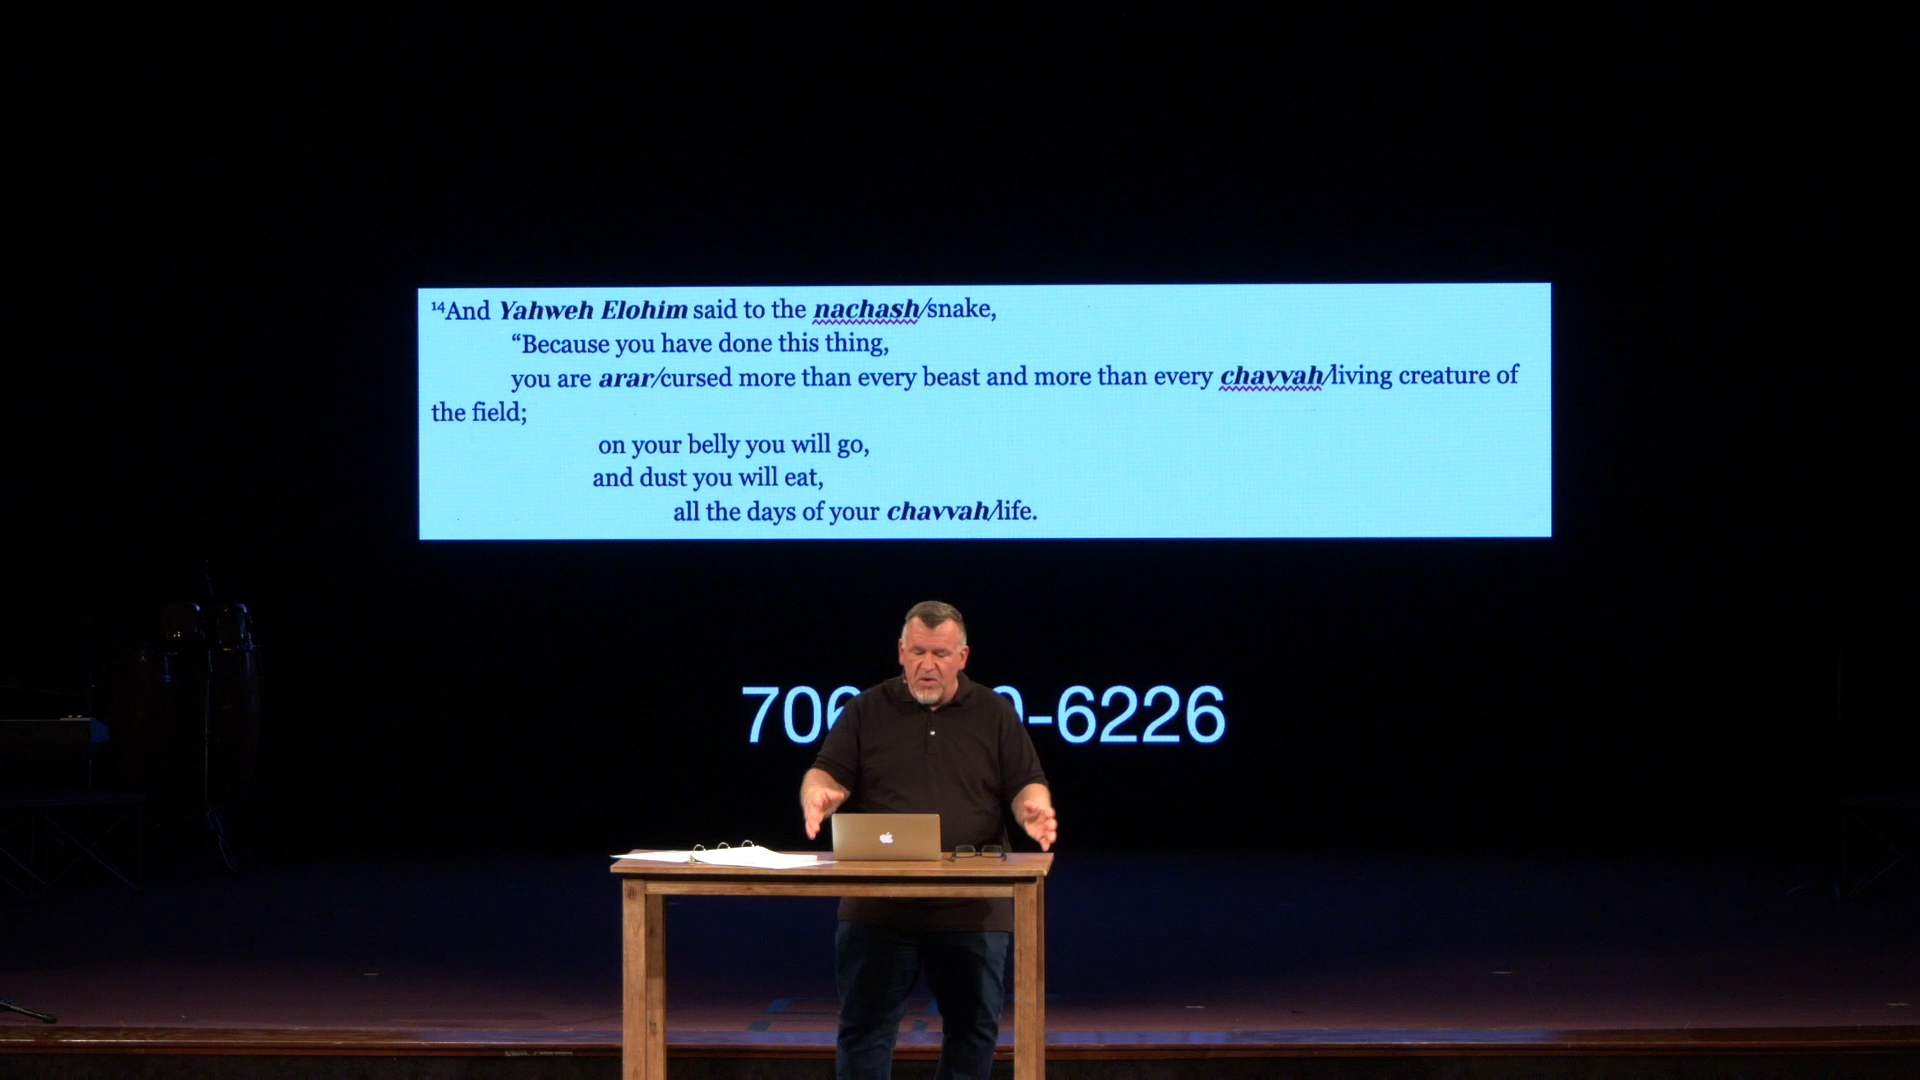 ¹⁴And Yahweh Elohim said to the nachash/snake,
“Because you have done this thing,
you are arar/cursed more than every beast and more than every chavvah/living creature of
the field;
on your belly you will go,
and dust you will eat,
all the days of your chavvah/life.
706 -6226